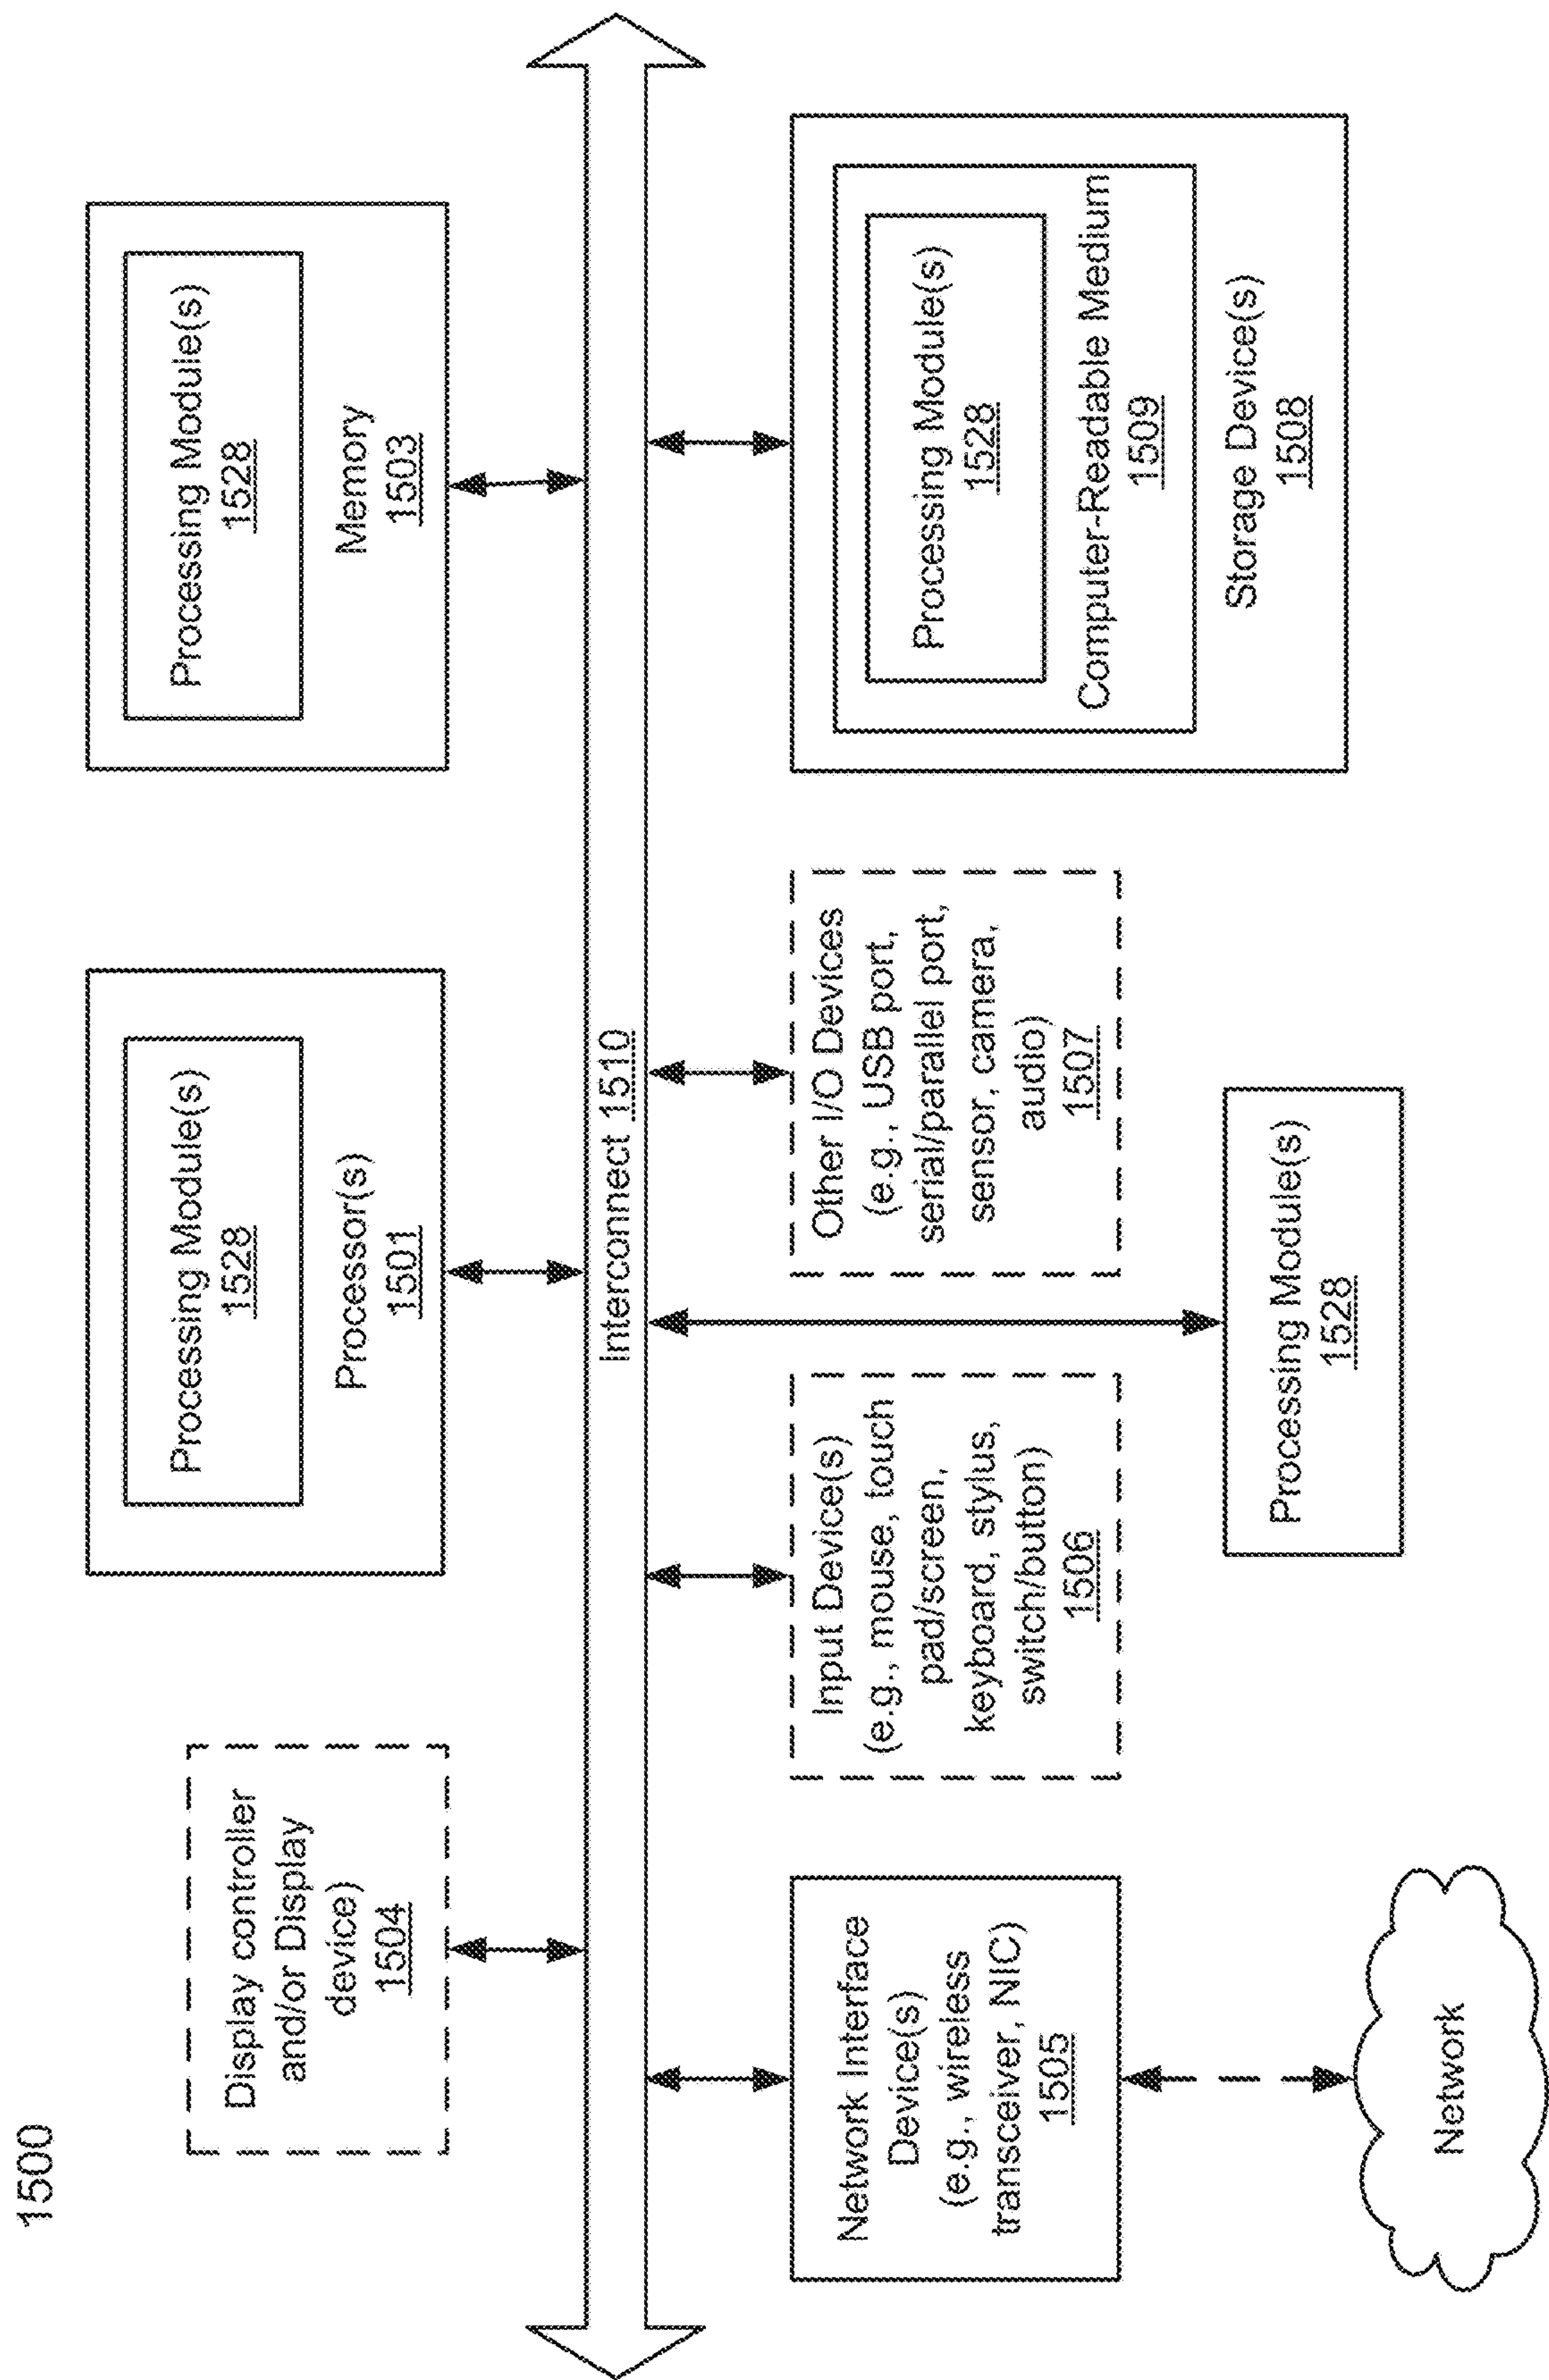 1500
Display controller
and/or Display
device)
1504
Processing Module(s)
1528
Processor(s)
1501
Processing Module(s)
1528
Memory
1503
Interconnect 1510
Network Interface
Device(s)
(e.g., wireless
transceiver, NIC)
1505
Input Device(s)
(e.g., mouse, touch
pad/screen,
keyboard, stylus,
switch/button)
1506
Other I/O Devices
(e.g., USB port,
serial/parallel port,
sensor, camera,
audio)
1507
Processing Module(s)
1528
Computer-Readable Medium
1509
Storage Device(s)
1508
Processing Module(s)
1528
Network